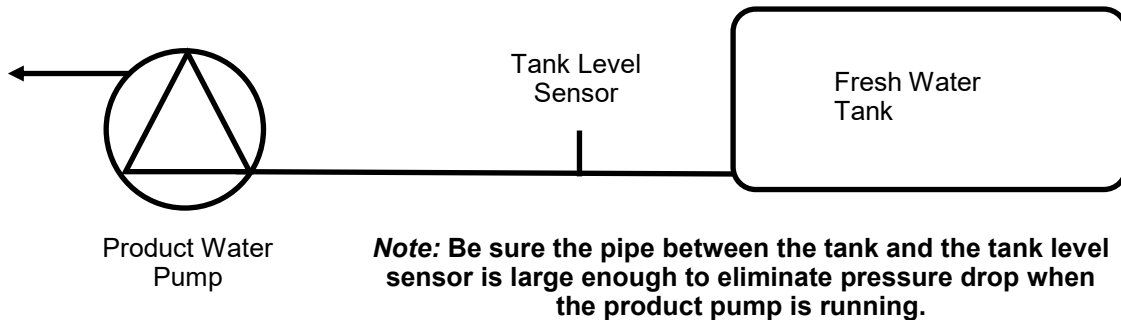 Tank Level
Sensor
Fresh Water
Tank
Product Water
Pump
Note: Be sure the pipe between the tank and the tank level
sensor is large enough to eliminate pressure drop when
the product pump is running.